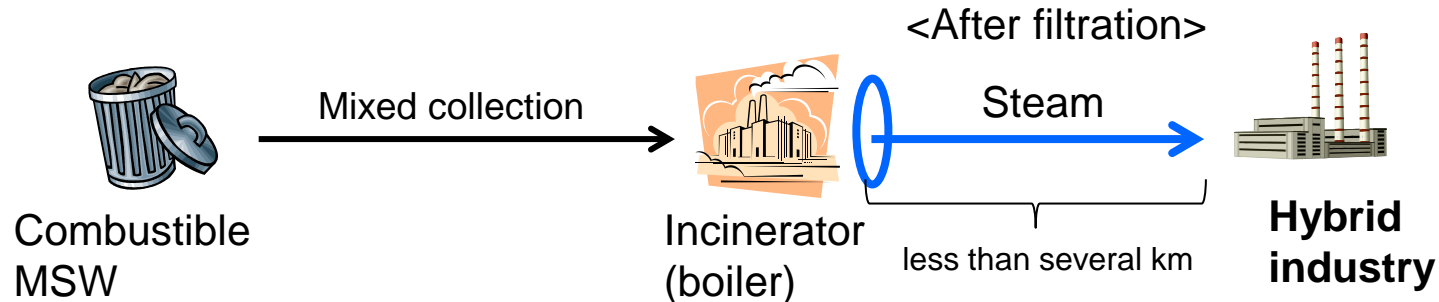 <After filtration>
Mixed collection
Steam
Combustible
MSW
Incinerator
(boiler)
less than several km
Hybrid
industry